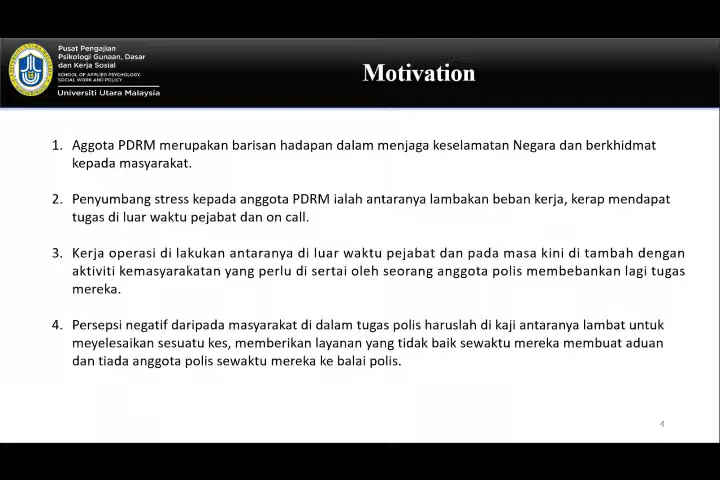 Pusat Pengajian
Psikologi Gunaan, Dasar
dan Kerja Sosial
SCHOOL OF APPLIED PSYCHOLOGY,
SOCIAL WORK AND POLICY
Universiti Utara Malaysia
Motivation
1. Aggota PDRM merupakan barisan hadapan dalam menjaga keselamatan Negara dan berkhidmat
kepada masyarakat.
2. Penyumbang stress kepada anggota PDRM ialah antaranya lambakan beban kerja, kerap mendapat
tugas di luar waktu pejabat dan on call.
3. Kerja operasi di lakukan antaranya di luar waktu pejabat dan pada masa kini di tambah dengan
aktiviti kemasyarakatan yang perlu di sertai oleh seorang anggota polis membebankan lagi tugas
mereka.
4. Persepsi negatif daripada masyarakat di dalam tugas polis haruslah di kaji antaranya lambat untuk
meyelesaikan sesuatu kes, memberikan layanan yang tidak baik sewaktu mereka membuat aduan
dan tiada anggota polis sewaktu mereka ke balai polis.
4